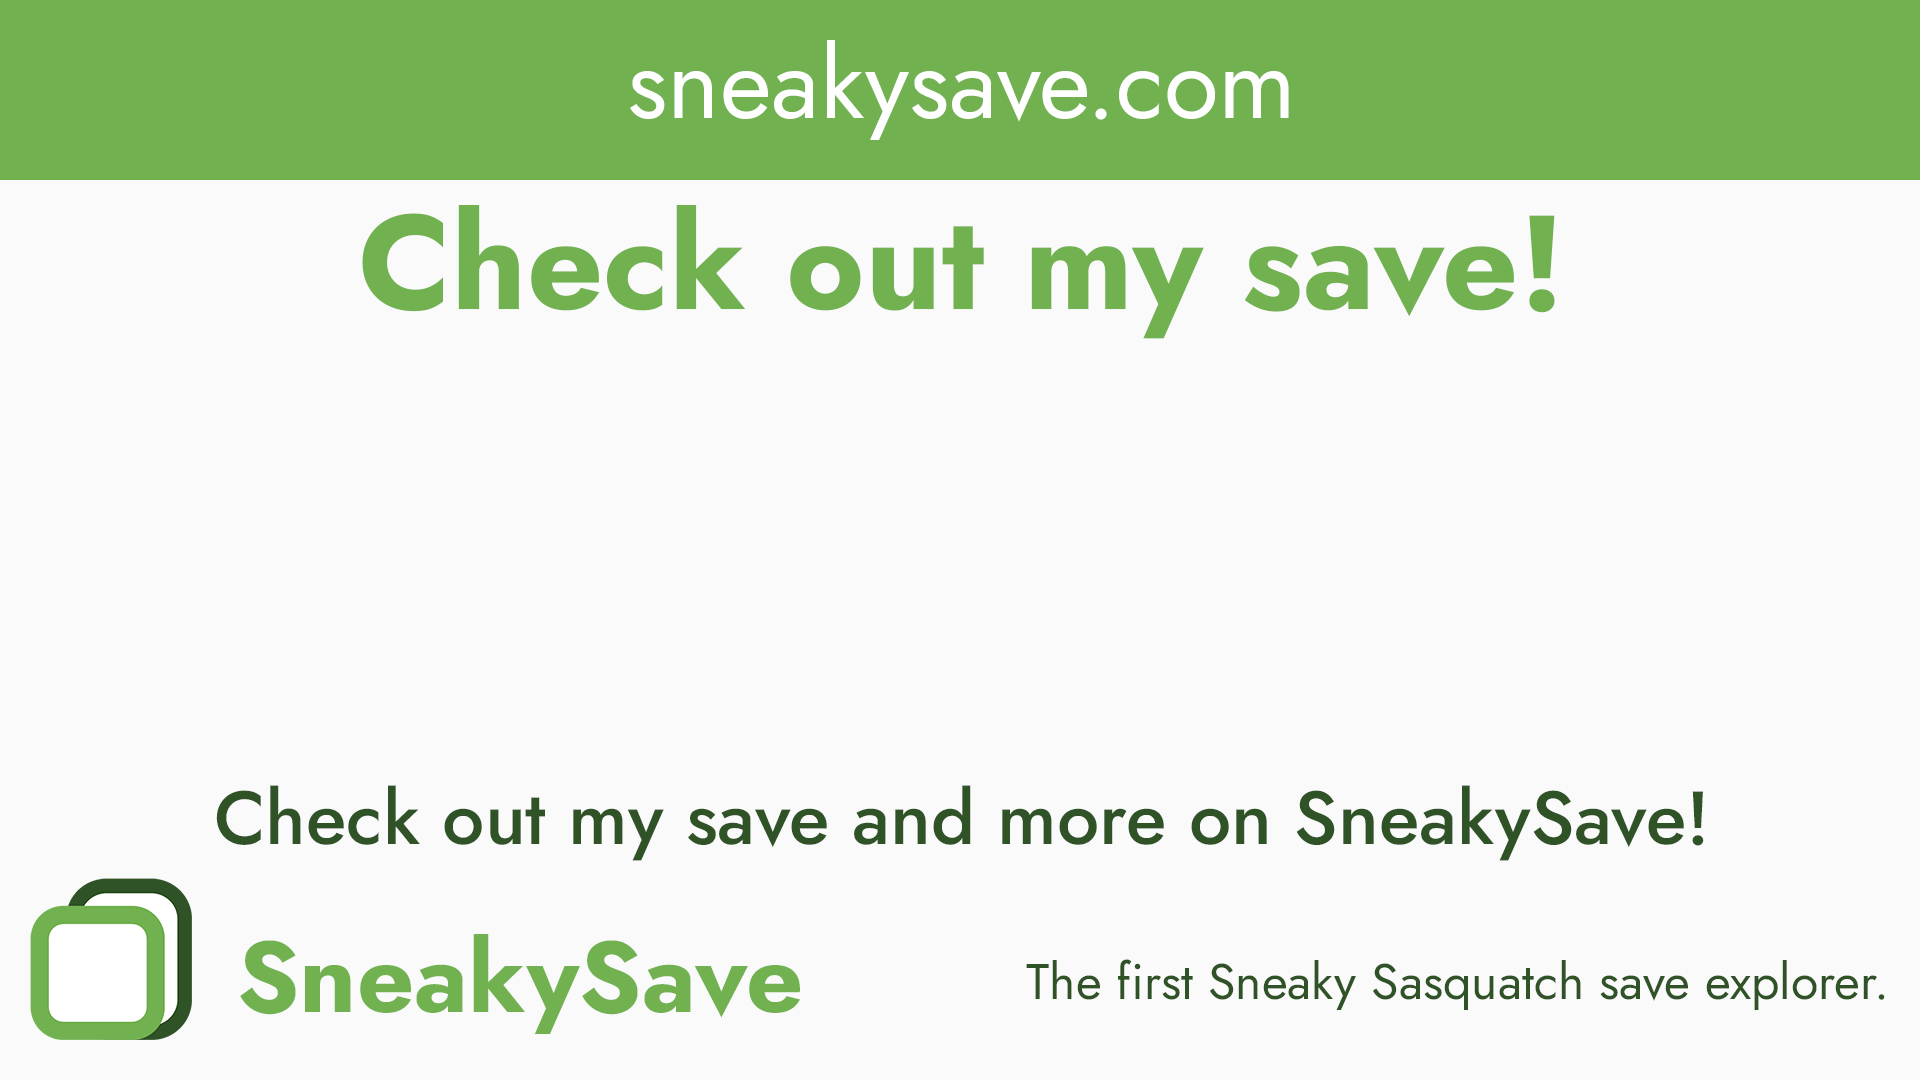 sneakysave.com
Check out my save!
Check out my save and more on SneakySave!
SneakySave
The first Sneaky Sasquatch save explorer.